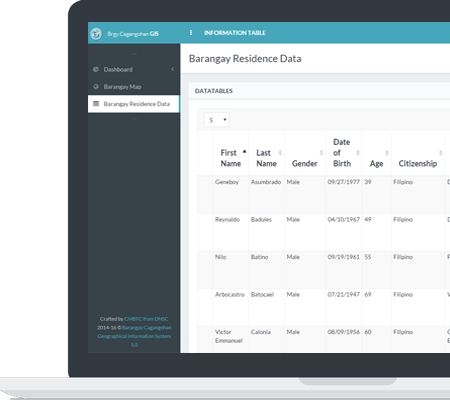 Brgy Cagangohan GIS
INFORMATION TABLE
Dashboard
Barangay Map
Barangay Residence Data
Barangay Residence Data
DATATABLES
5
First Name Last Name Gender Date of Birth Age Citizenship
Geneboy Asumbrado Male 09/27/1977 39 Filipino
Reynaldo Badules Male 04/10/1967 49 Filipino
Nilo Batino Male 09/19/1961 55 Filipino
Arbocastro Batocael Male 07/21/1947 69 Filipino
Victor Emmanuel Calonia Male 08/09/1956 60 Filipino
Crafted by CMBTC from DNSC
2014-16 © Barangay Cagangohan
Geographical Information System
1.0